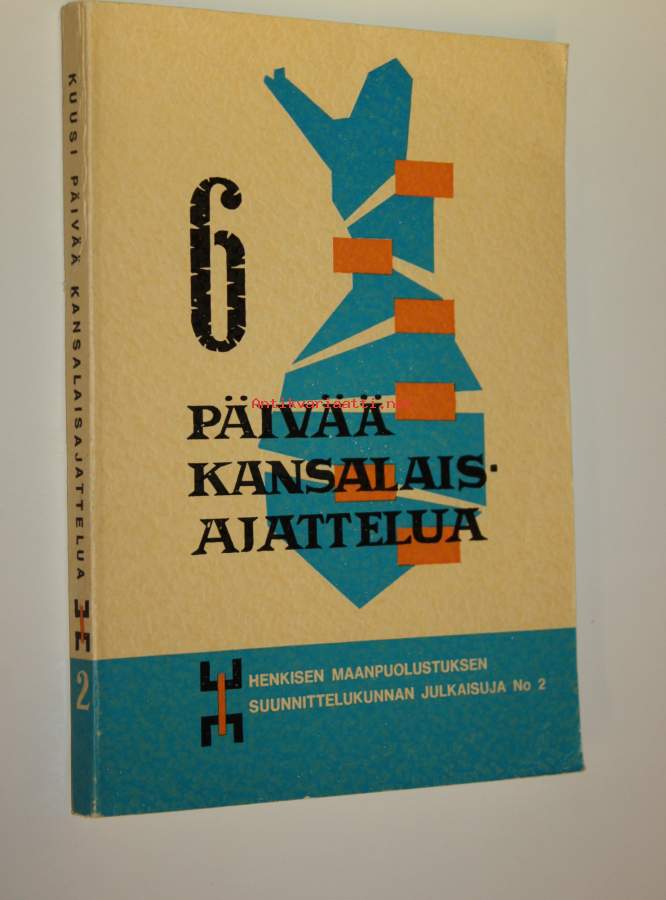 KUUSI PÄIVÄÄ KANSALAISAJATTELUA
2
6
Antikvariaatti.net
PÄIVÄÄ
KANSALAIS-
AJATTELUA
HENKISEN MAANPUOLUSTUKSEN
SUUNNITTELUKUNNAN JULKAISUJA No 2